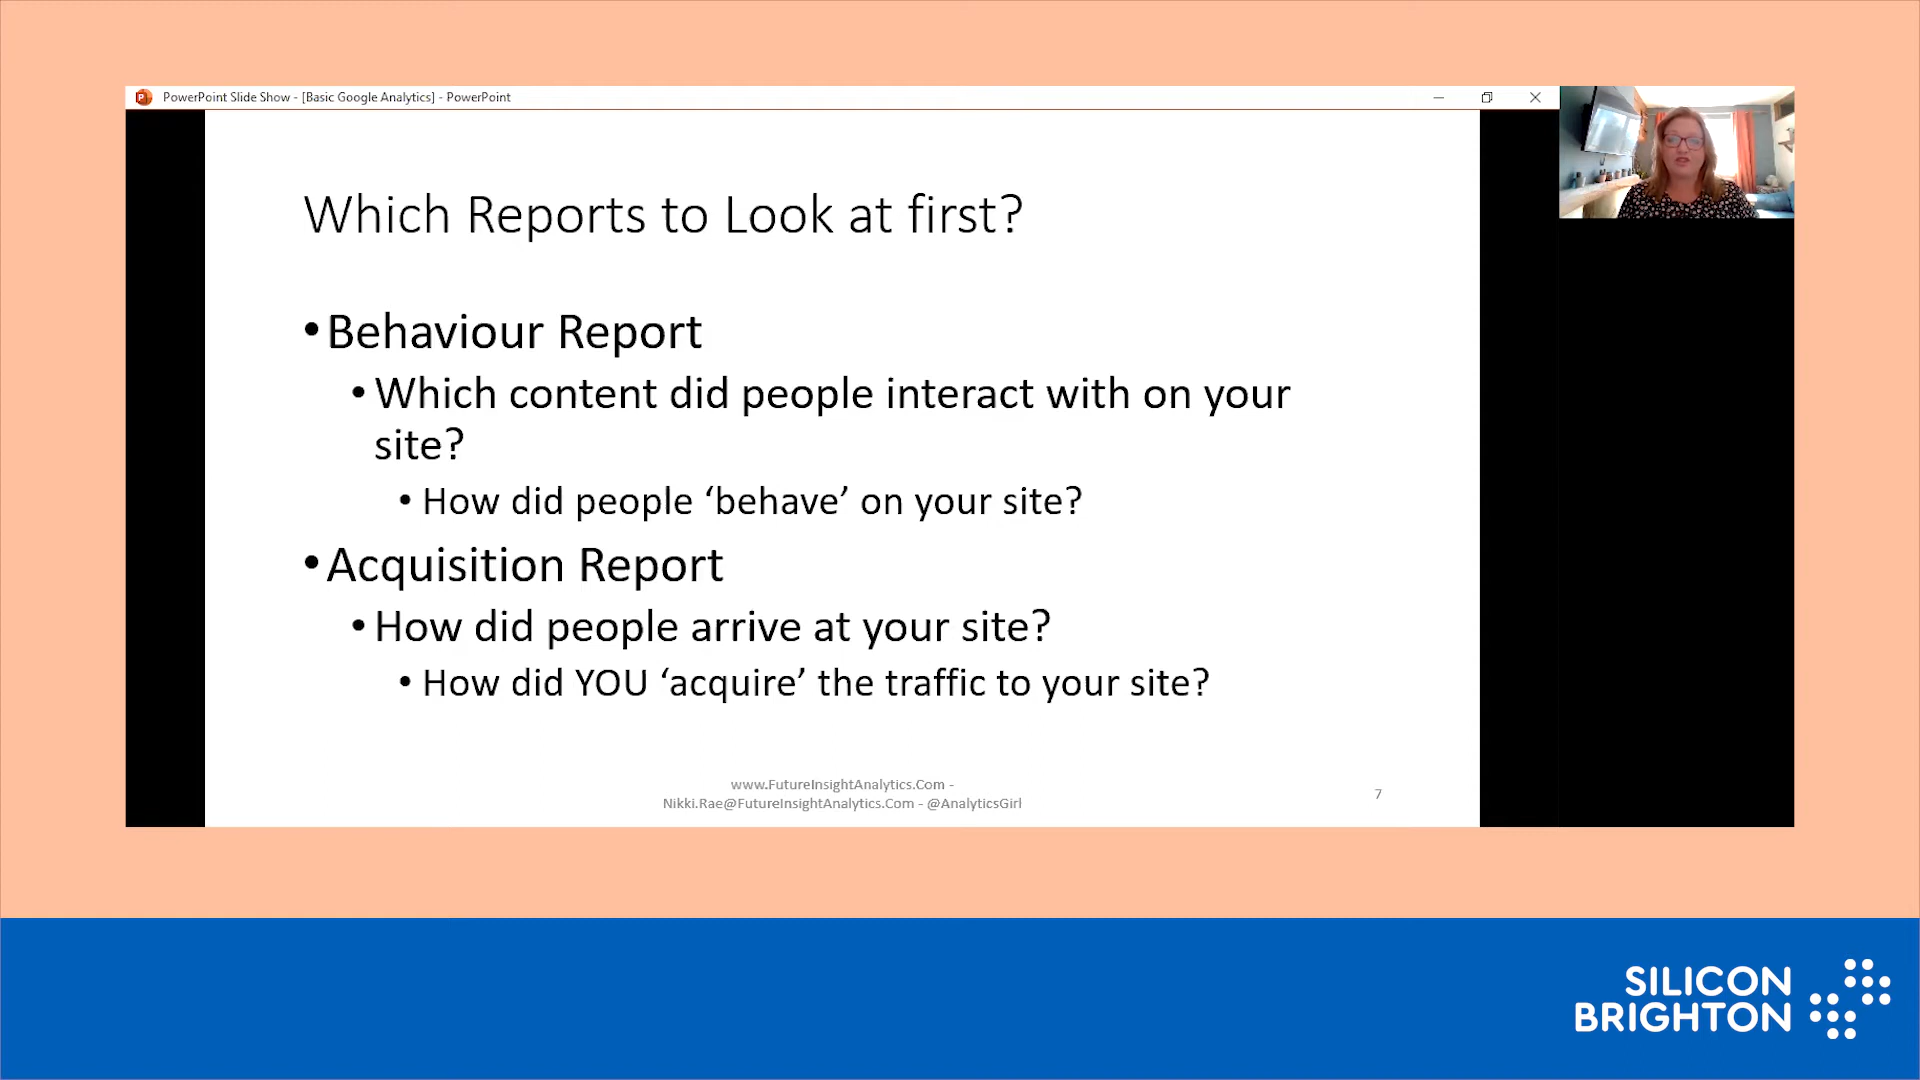 PowerPoint Slide Show - [Basic Google Analytics] - PowerPoint
Which Reports to Look at first?
•Behaviour Report
•Which content did people interact with on your
site?
•How did people ‘behave’ on your site?
•Acquisition Report
•How did people arrive at your site?
•How did YOU ‘acquire’ the traffic to your site?
www.FutureInsightAnalytics.Com -
Nikki.Rae@FutureInsightAnalytics.Com - @AnalyticsGirl
7
SILICON
BRIGHTON